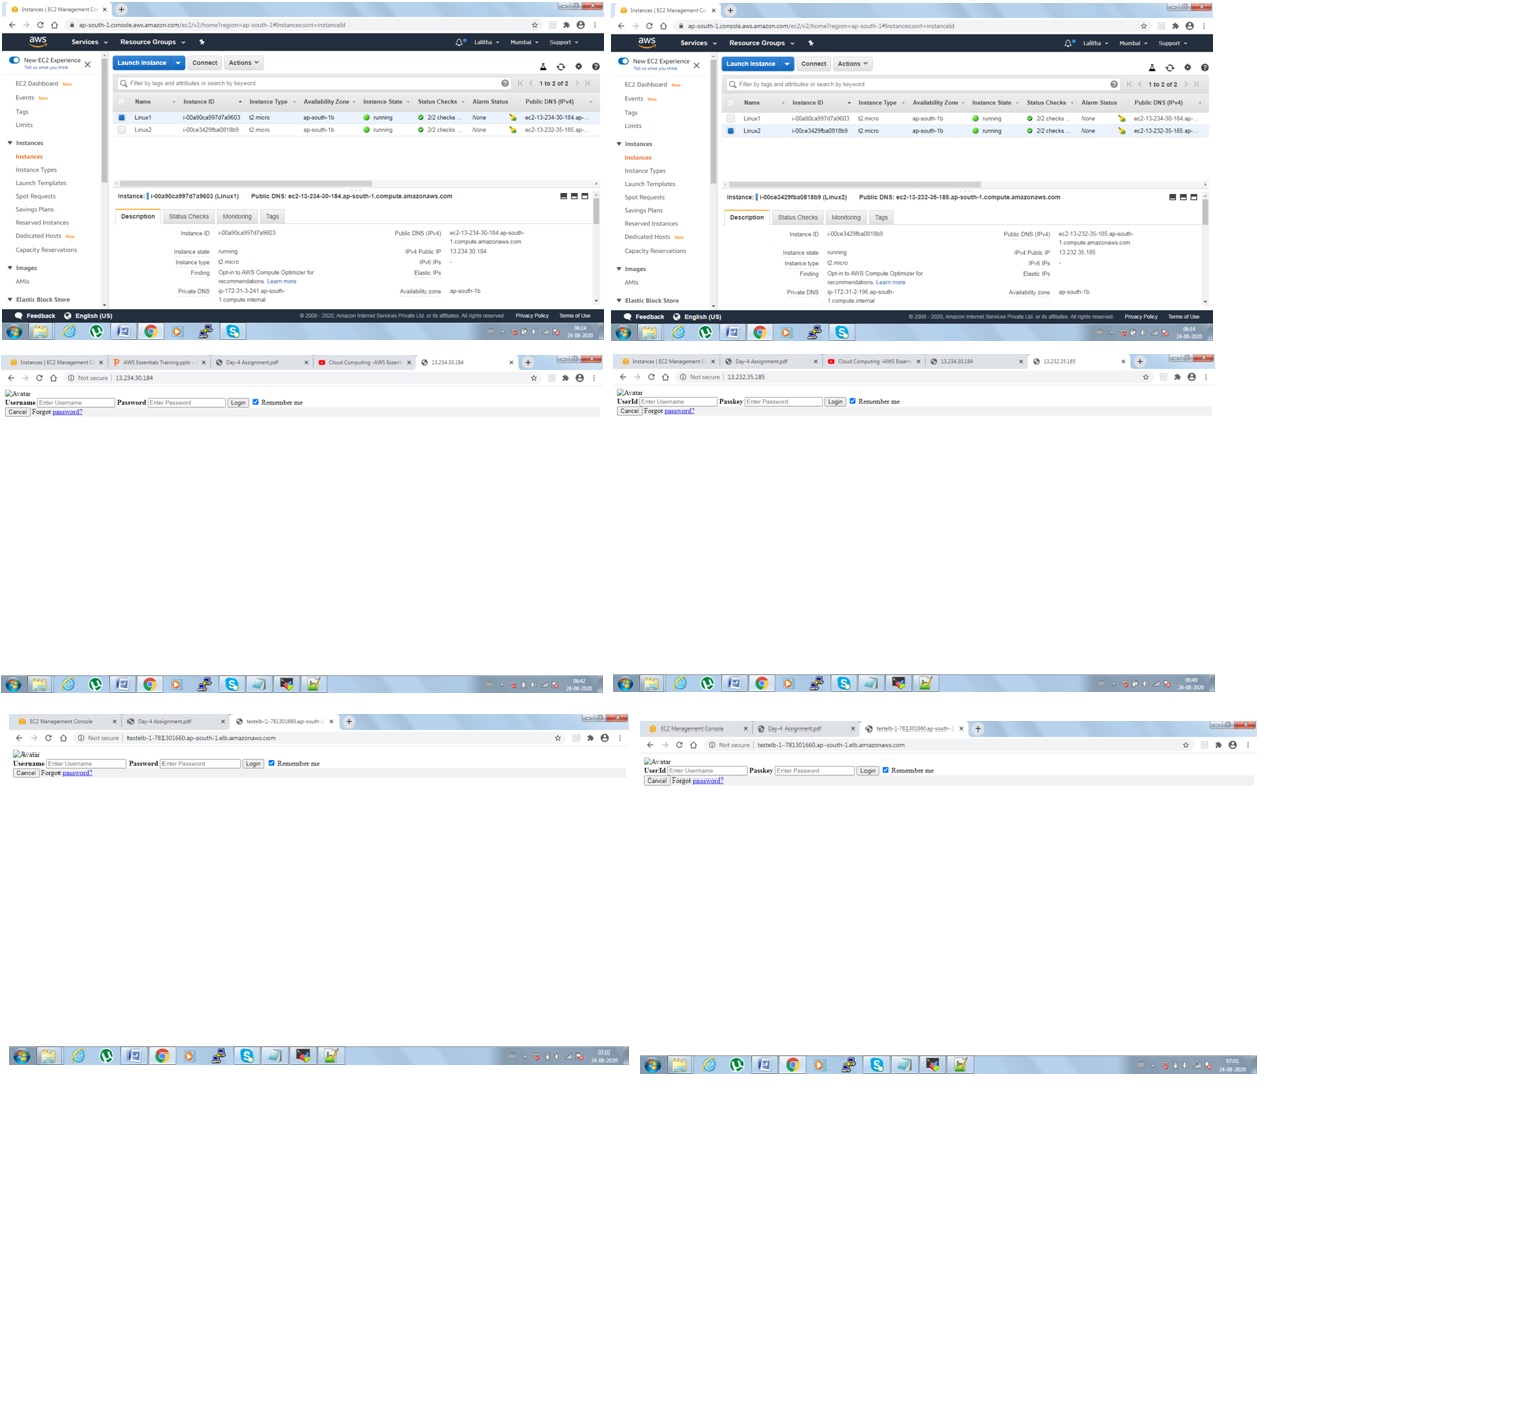 Instances | EC2 Management Co
ap-south-1.console.aws.amazon.com/ec2/v2/home?region=ap-south-1#Instances:sort=instanceId
aws Services Resource Groups Lalitha Mumbai Support
New EC2 Experience
Tell us what you think
Launch Instance Connect Actions
EC2 Dashboard New
Events New
Tags
Limits
Instances
Instances
Instance Types
Launch Templates
Spot Requests
Savings Plans
Reserved Instances
Dedicated Hosts New
Capacity Reservations
Images
AMIs
Elastic Block Store
Filter by tags and attributes or search by keyword 1 to 2 of 2
Name Instance ID Instance Type Availability Zone Instance State Status Checks Alarm Status Public DNS (IPv4)
Linux1 i-00a90ca997d7a9603 t2.micro ap-south-1b running 2/2 checks ... None ec2-13-234-30-184.ap-...
Linux2 i-00ce3429fba0818b9 t2.micro ap-south-1b running 2/2 checks ... None ec2-13-232-35-185.ap-...
Instance: i-00a90ca997d7a9603 (Linux1) Public DNS: ec2-13-234-30-184.ap-south-1.compute.amazonaws.com
Description Status Checks Monitoring Tags
Instance ID i-00a90ca997d7a9603 Public DNS (IPv4) ec2-13-234-30-184.ap-south-
1.compute.amazonaws.com
Instance state running IPv4 Public IP 13.234.30.184
Instance type t2.micro IPv6 IPs -
Finding Opt-in to AWS Compute Optimizer for Elastic IPs
recommendations. Learn more
Private DNS ip-172-31-3-241.ap-south- Availability zone ap-south-1b
1.compute.internal
Feedback English (US) © 2006 - 2020, Amazon Internet Services Private Ltd. or its affiliates. All rights reserved. Privacy Policy Terms of Use
06:14
24-08-2020
Instances | EC2 Management Co
ap-south-1.console.aws.amazon.com/ec2/v2/home?region=ap-south-1#Instances:sort=instanceId
aws Services Resource Groups Lalitha Mumbai Support
New EC2 Experience
Tell us what you think
Launch Instance Connect Actions
EC2 Dashboard New
Events New
Tags
Limits
Instances
Instances
Instance Types
Launch Templates
Spot Requests
Savings Plans
Reserved Instances
Dedicated Hosts New
Capacity Reservations
Images
AMIs
Elastic Block Store
Filter by tags and attributes or search by keyword 1 to 2 of 2
Name Instance ID Instance Type Availability Zone Instance State Status Checks Alarm Status Public DNS (IPv4)
Linux1 i-00a90ca997d7a9603 t2.micro ap-south-1b running 2/2 checks ... None ec2-13-234-30-184.ap-...
Linux2 i-00ce3429fba0818b9 t2.micro ap-south-1b running 2/2 checks ... None ec2-13-232-35-185.ap-...
Instance: i-00ce3429fba0818b9 (Linux2) Public DNS: ec2-13-232-35-185.ap-south-1.compute.amazonaws.com
Description Status Checks Monitoring Tags
Instance ID i-00ce3429fba0818b9 Public DNS (IPv4) ec2-13-232-35-185.ap-south-
1.compute.amazonaws.com
Instance state running IPv4 Public IP 13.232.35.185
Instance type t2.micro IPv6 IPs -
Finding Opt-in to AWS Compute Optimizer for Elastic IPs
recommendations. Learn more
Private DNS ip-172-31-2-196.ap-south- Availability zone ap-south-1b
1.compute.internal
Feedback English (US) © 2006 - 2020, Amazon Internet Services Private Ltd. or its affiliates. All rights reserved. Privacy Policy Terms of Use
06:14
24-08-2020
Instances | EC2 Management Co AWS Essentials Training.pptx - Day-4 Assignment.pdf Cloud Computing -AWS Essent 13.234.30.184
Not secure | 13.234.30.184
Avatar
Username Enter Username Password Enter Password Login Remember me
Cancel Forgot password?
06:42
24-08-2020
Instances | EC2 Management Co Day-4 Assignment.pdf Cloud Computing -AWS Essent 13.234.30.184 13.232.35.185
Not secure | 13.232.35.185
Avatar
UserId Enter Username Passkey Enter Password Login Remember me
Cancel Forgot password?
06:49
24-08-2020
EC2 Management Console Day-4 Assignment.pdf testelb-1-781301660.ap-south-1
Not secure | testelb-1-781301660.ap-south-1.elb.amazonaws.com
Avatar
Username Enter Username Password Enter Password Login Remember me
Cancel Forgot password?
07:02
24-08-2020
EC2 Management Console Day-4 Assignment.pdf testelb-1-781301660.ap-south-1
Not secure | testelb-1-781301660.ap-south-1.elb.amazonaws.com
Avatar
UserId Enter Username Passkey Enter Password Login Remember me
Cancel Forgot password?
24-08-2020